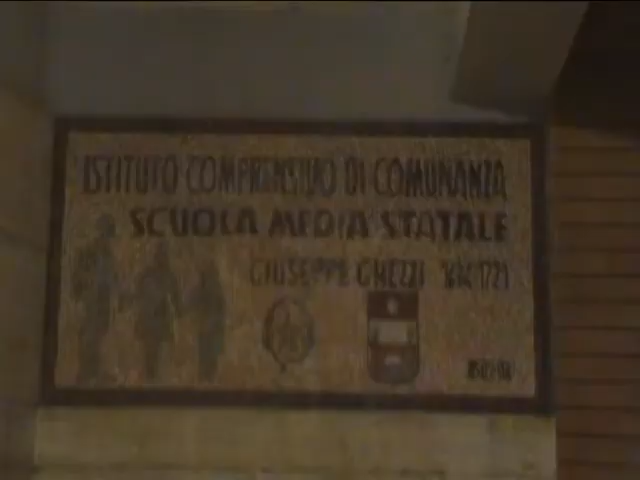 ISTITUTO COMPRENSIVO DI COMUNANZA
SCUOLA MEDIA STATALE
GIUSEPPE GHEZZI